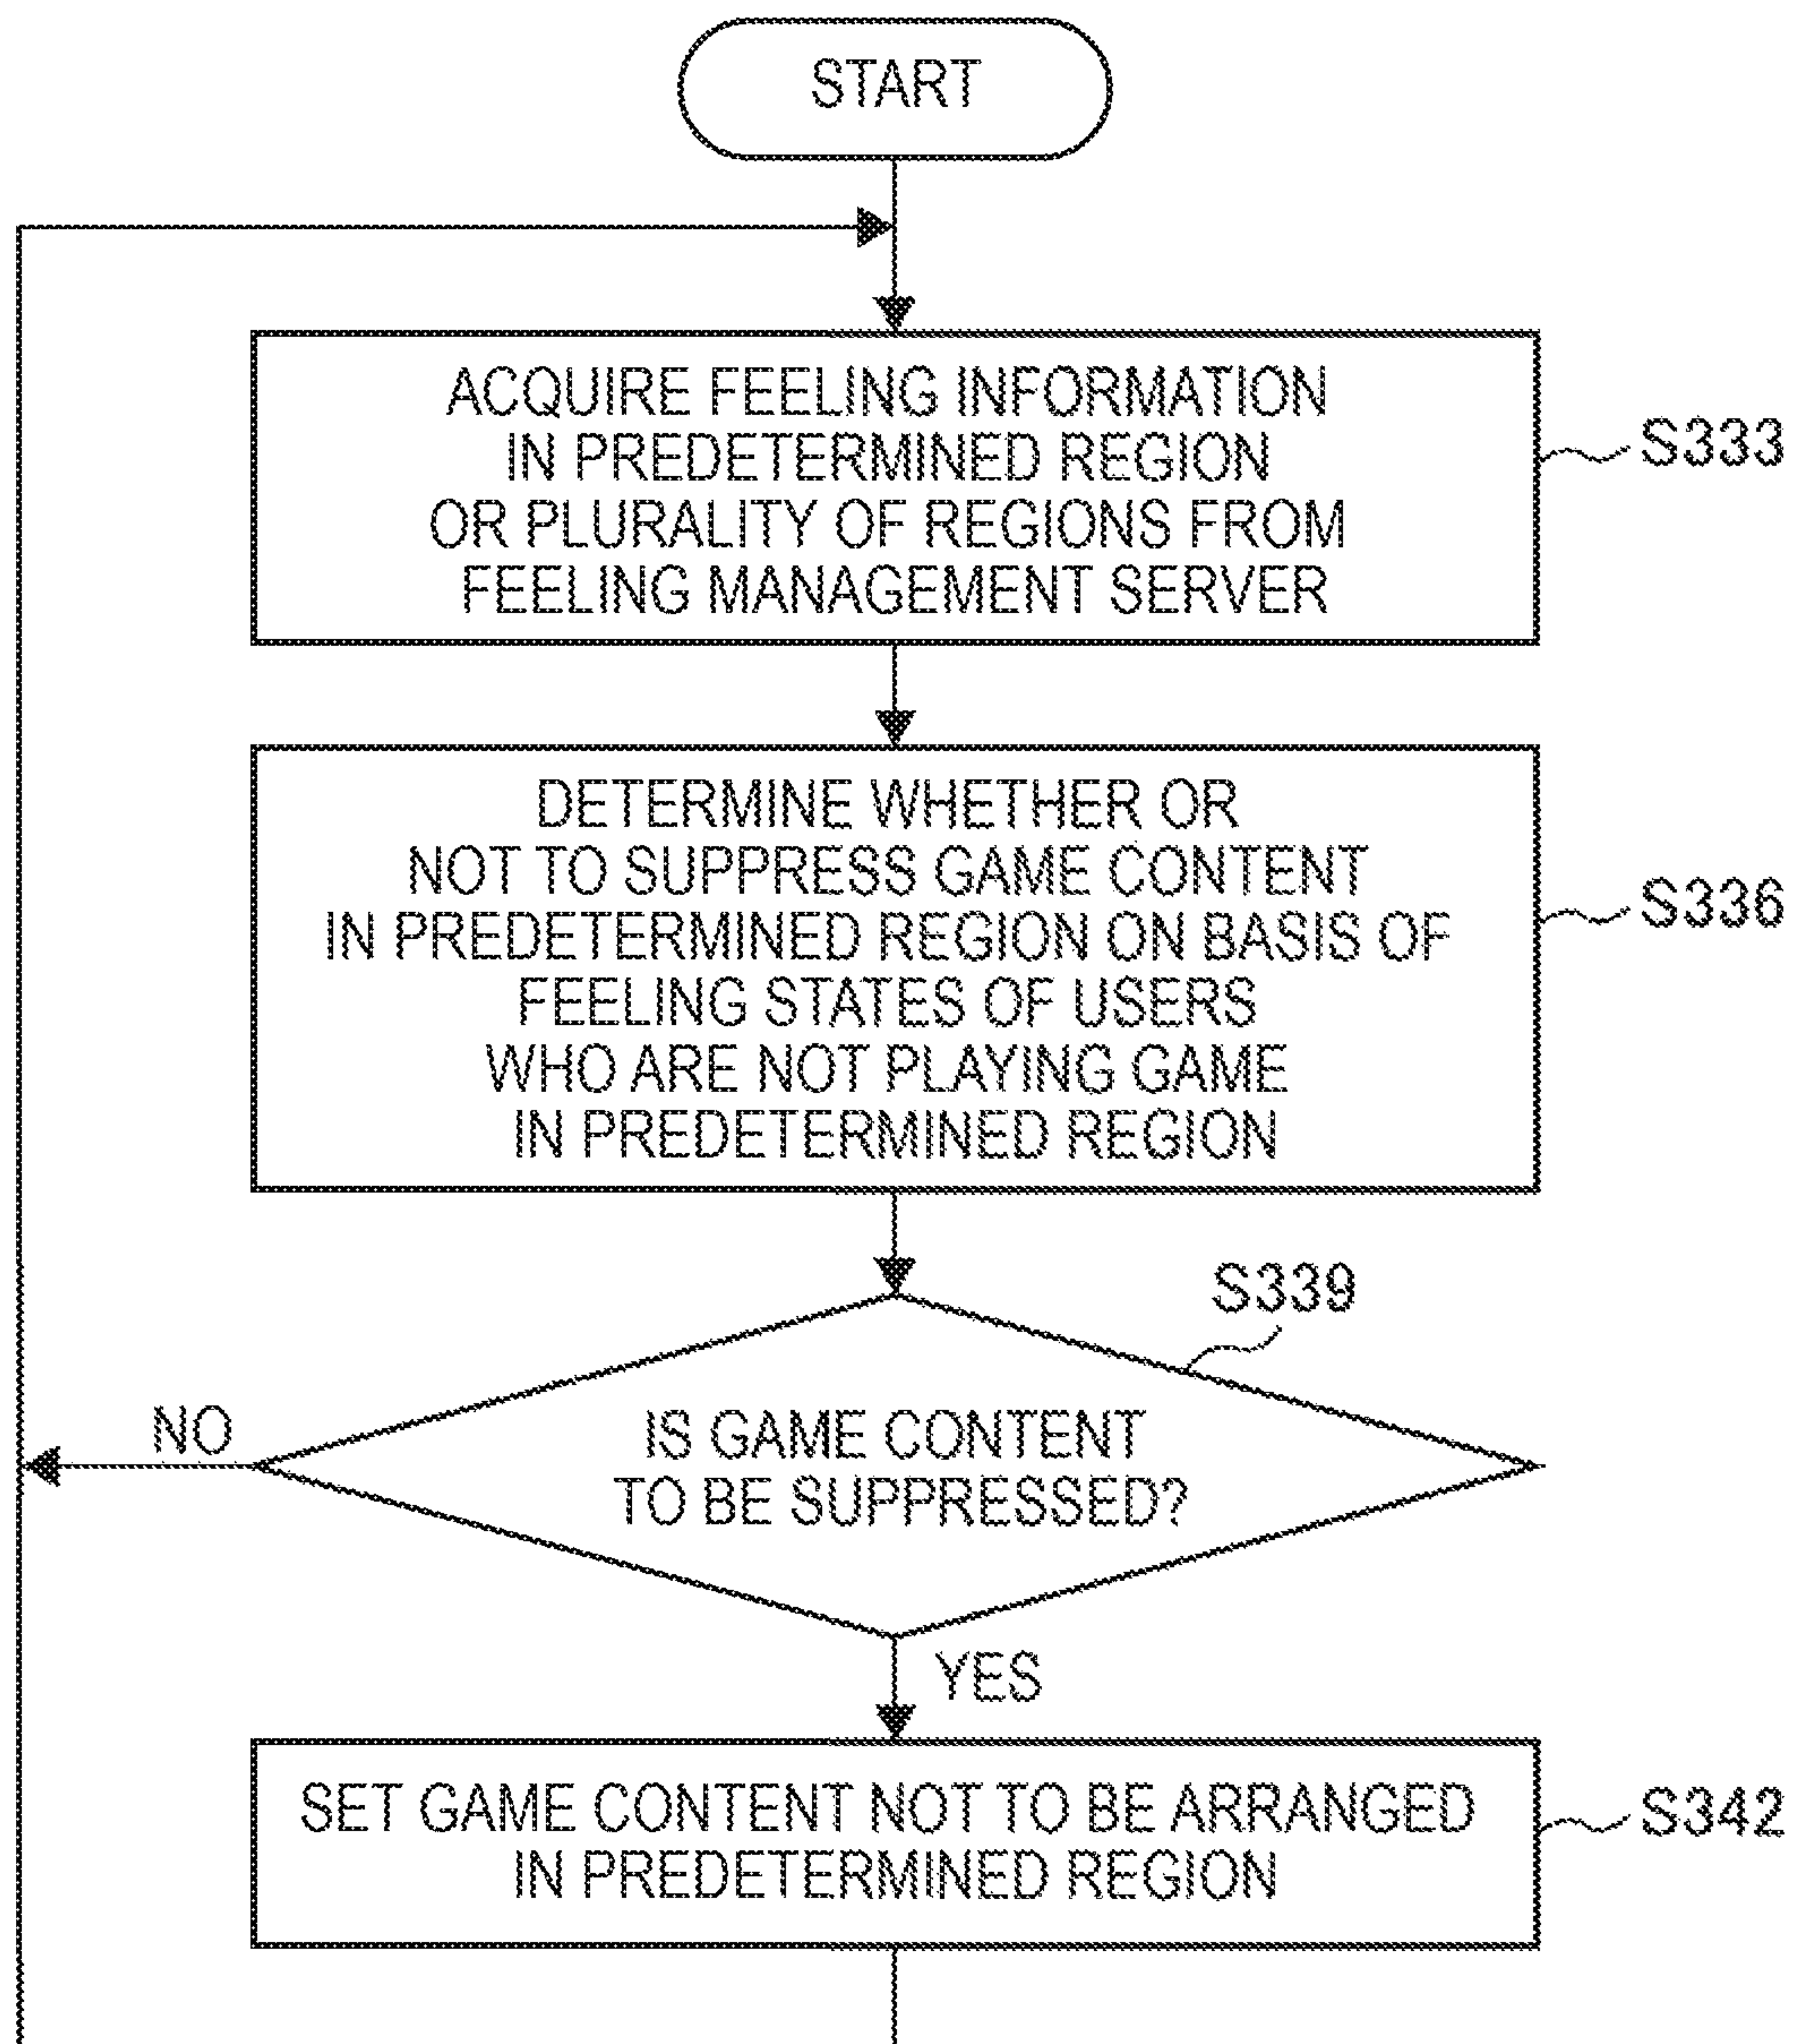 START
ACQUIRE FEELING INFORMATION
IN PREDETERMINED REGION
OR PLURALITY OF REGIONS FROM
FEELING MANAGEMENT SERVER
S333
DETERMINE WHETHER OR
NOT TO SUPPRESS GAME CONTENT
IN PREDETERMINED REGION ON BASIS OF
FEELING STATES OF USERS
WHO ARE NOT PLAYING GAME
IN PREDETERMINED REGION
S336
S339
IS GAME CONTENT
TO BE SUPPRESSED?
NO
YES
SET GAME CONTENT NOT TO BE ARRANGED
IN PREDETERMINED REGION
S342